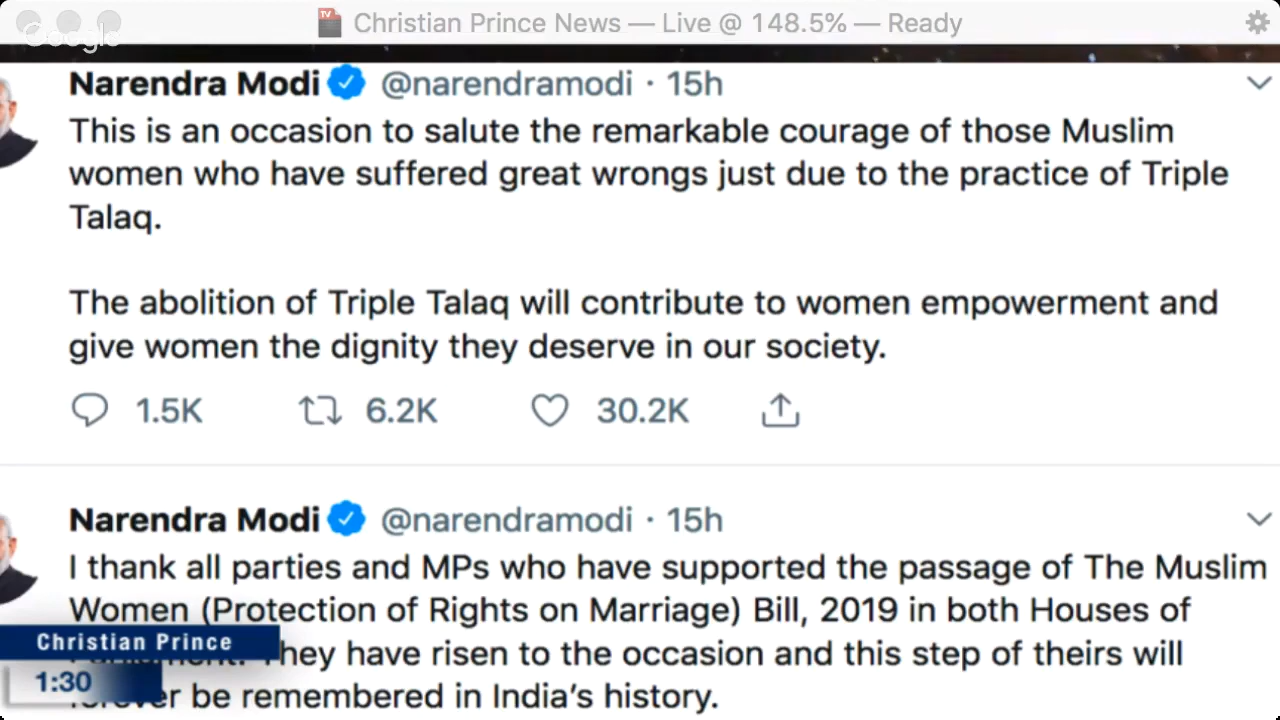 Google
TV
Christian Prince News — Live @ 148.5% — Ready
Narendra Modi @narendramodi · 15h
This is an occasion to salute the remarkable courage of those Muslim
women who have suffered great wrongs just due to the practice of Triple
Talaq.
The abolition of Triple Talaq will contribute to women empowerment and
give women the dignity they deserve in our society.
1.5K 6.2K 30.2K
Narendra Modi @narendramodi · 15h
I thank all parties and MPs who have supported the passage of The Muslim
Women (Protection of Rights on Marriage) Bill, 2019 in both Houses of
They have risen to the occasion and this step of theirs will
be remembered in India's history.
Christian Prince
1:30